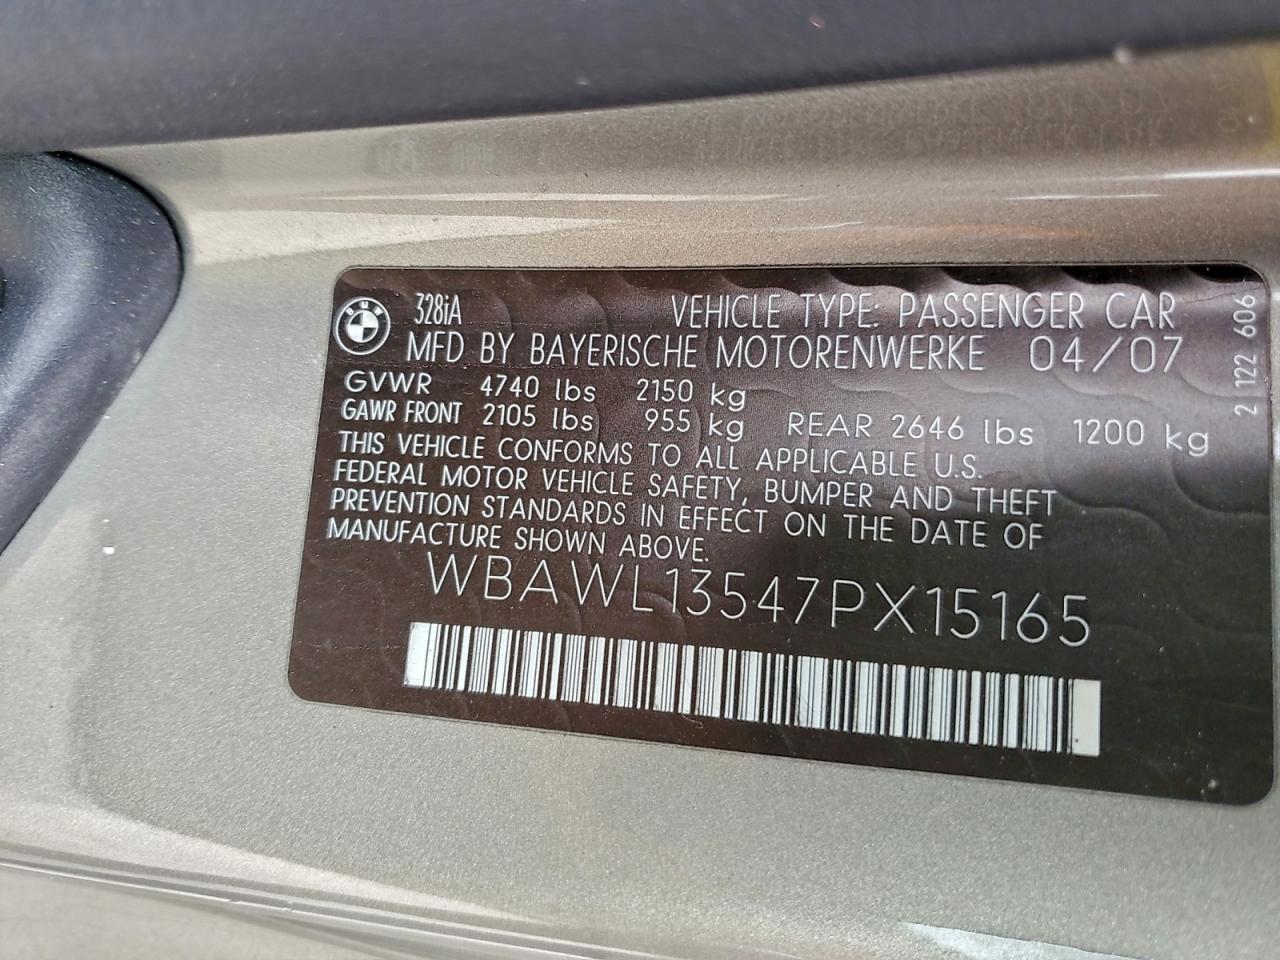 BMW
328iA VEHICLE TYPE: PASSENGER CAR
MFD BY BAYERISCHE MOTORENWERKE 04/07
GVWR 4740 lbs 2150 kg
GAWR FRONT 2105 lbs 955 kg REAR 2646 lbs 1200 kg
THIS VEHICLE CONFORMS TO ALL APPLICABLE U.S.
FEDERAL MOTOR VEHICLE SAFETY, BUMPER AND THEFT
PREVENTION STANDARDS IN EFFECT ON THE DATE OF
MANUFACTURE SHOWN ABOVE.
WBAWL13547PX15165
2 122 606